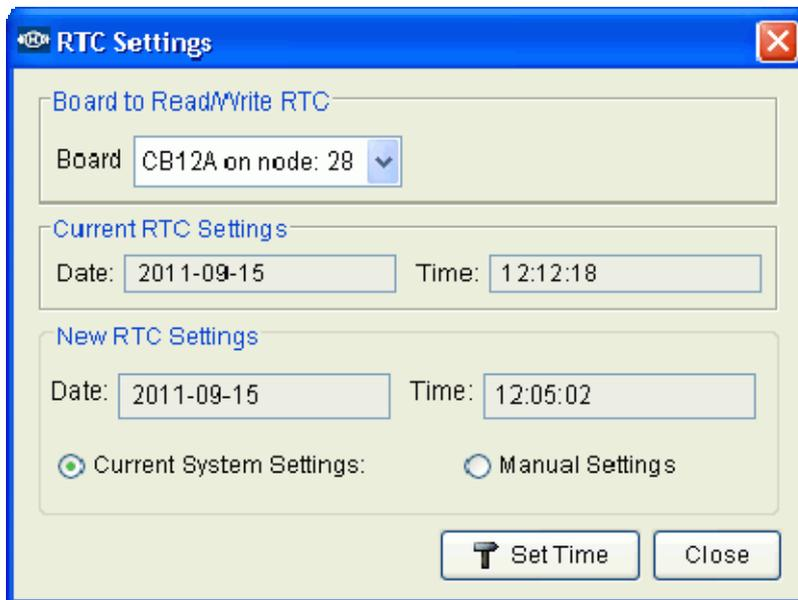 RTC Settings
Board to Read/Write RTC
Board CB12A on node: 28
Current RTC Settings
Date: 2011-09-15 Time: 12:12:18
New RTC Settings
Date: 2011-09-15 Time: 12:05:02
Current System Settings: Manual Settings
Set Time Close